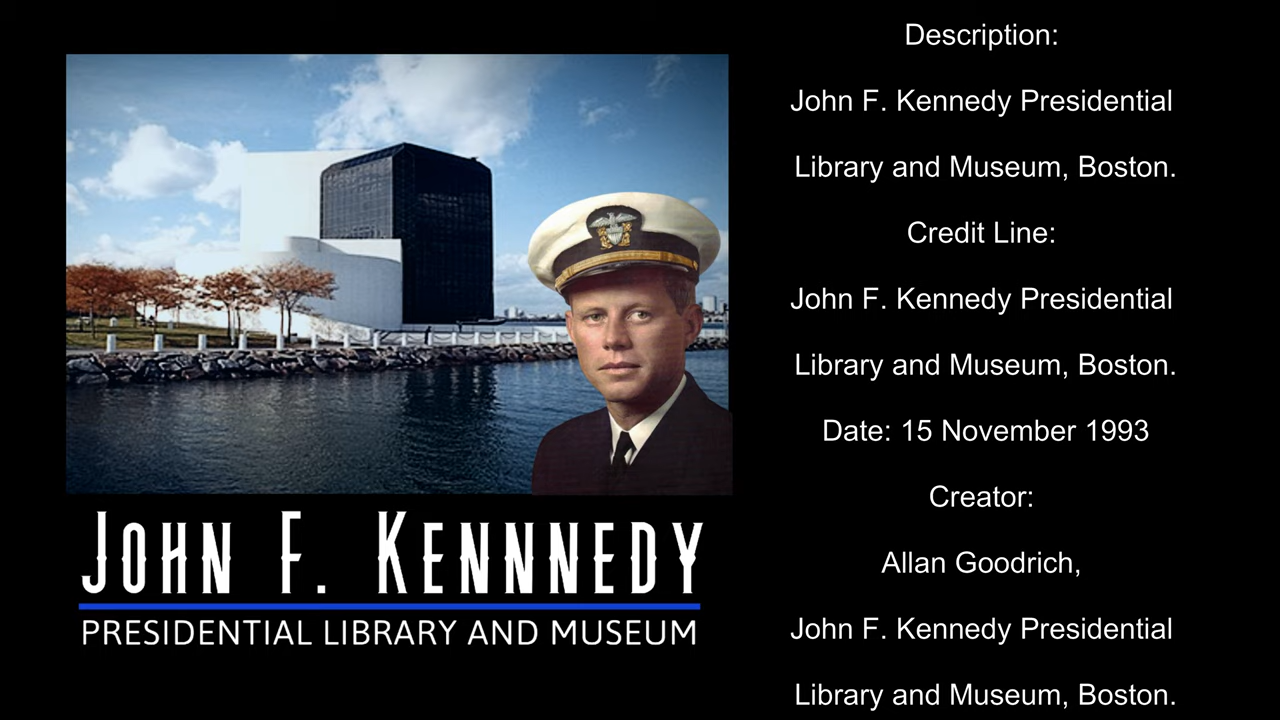 John F. Kennnedy
PRESIDENTIAL LIBRARY AND MUSEUM
Description:
John F. Kennedy Presidential
Library and Museum, Boston.
Credit Line:
John F. Kennedy Presidential
Library and Museum, Boston.
Date: 15 November 1993
Creator:
Allan Goodrich,
John F. Kennedy Presidential
Library and Museum, Boston.